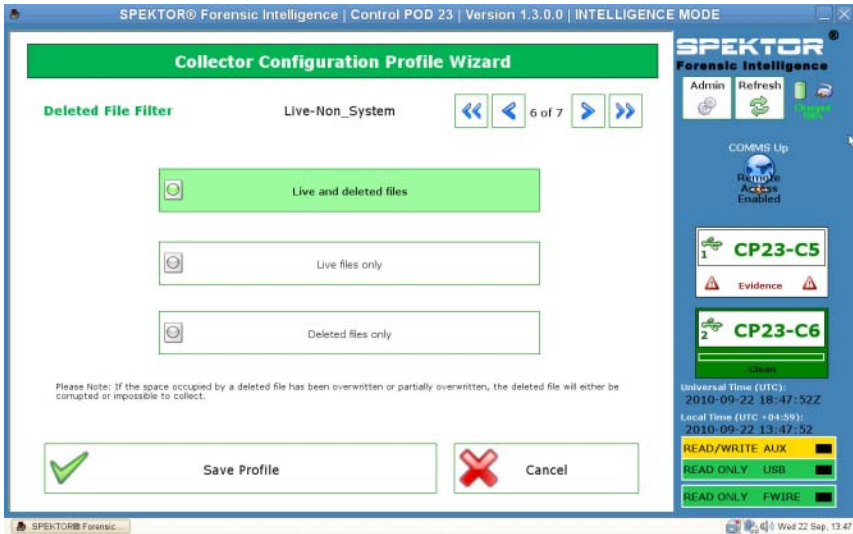 SPEKTOR® Forensic Intelligence | Control POD 23 | Version 1.3.0.0 | INTELLIGENCE MODE
Collector Configuration Profile Wizard
Deleted File Filter
Live-Non_System
6 of 7
Live and deleted files
Live files only
Deleted files only
Please Note: If the space occupied by a deleted file has been overwritten or partially overwritten, the deleted file will either be
corrupted or impossible to collect.
Save Profile
Cancel
SPEKTOR®
Forensic Intelligence
Admin
Refresh
COMMS Up
Remote
Access
Enabled
1
CP23-C5
Evidence
2
CP23-C6
Clean
Universal Time (UTC):
2010-09-22 18:47:52Z
Local Time (UTC +04:59):
2010-09-22 13:47:52
READ/WRITE AUX
READ ONLY USB
READ ONLY FWIRE
SPEKTOR® Forensic...
Wed 22 Sep, 13:47